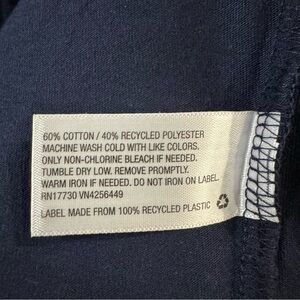 60% COTTON / 40% RECYCLED POLYESTER
MACHINE WASH COLD WITH LIKE COLORS.
ONLY NON-CHLORINE BLEACH IF NEEDED.
TUMBLE DRY LOW. REMOVE PROMPTLY.
WARM IRON IF NEEDED. DO NOT IRON ON LABEL.
RN17730 VN4256449
LABEL MADE FROM 100% RECYCLED PLASTIC